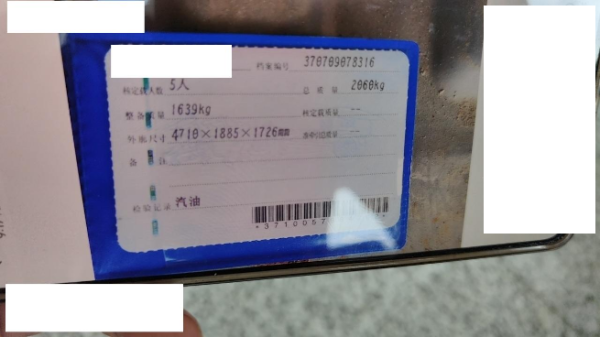 档案编号 370709078316
核定载人数 5人 总质量 2060kg
整备质量 1639kg 核定载质量 --
外廓尺寸 4710×1885×1726mm 准牵引总质量 --
备注
检验记录 汽油